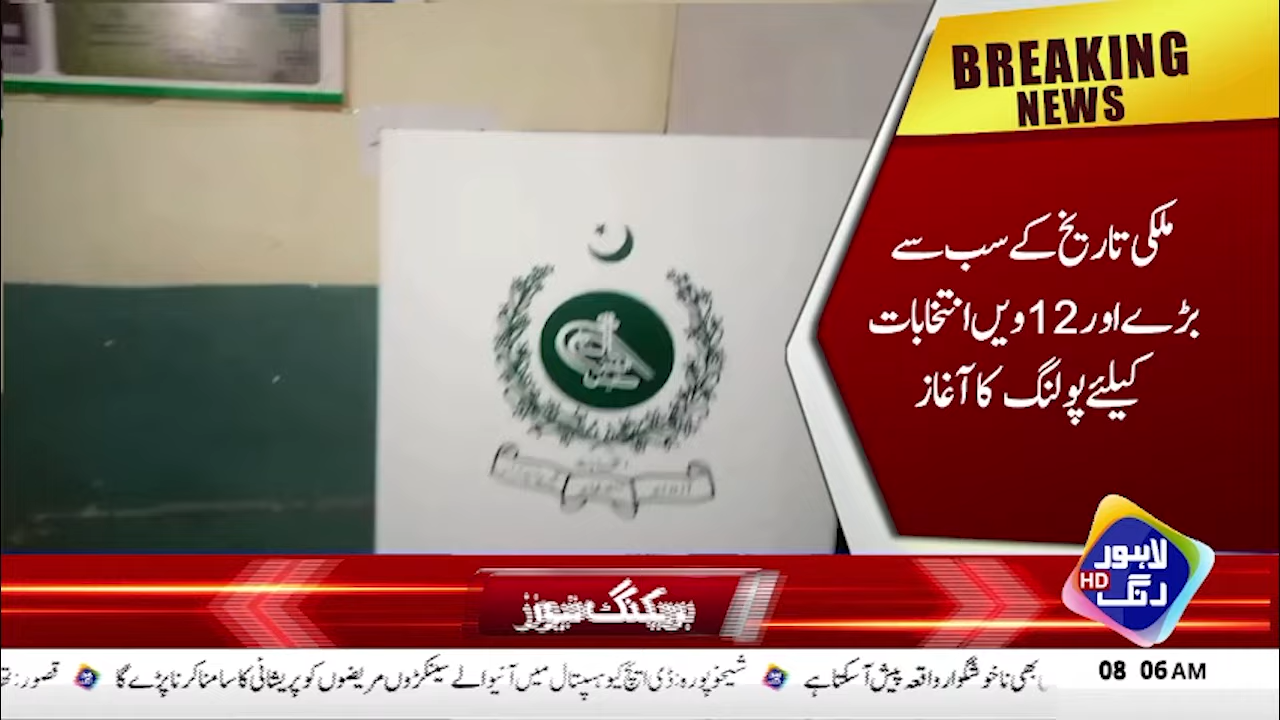 BREAKING
NEWS
ملکی تاریخ کے سب سے
بڑے اور 12 ویں انتخابات
کیلئے پولنگ کا آغاز
لاہور
HD
رنگ
بریکنگ نیوز
بھی ناخوشگوار واقعہ پیش آسکتا ہے
شیخوپورہ: ڈی ایچ کیو ہسپتال میں آنیوالے سینکڑوں مریضوں کو پریشانی کا سامنا کرنا پڑے گا
قصور:
08 06 AM